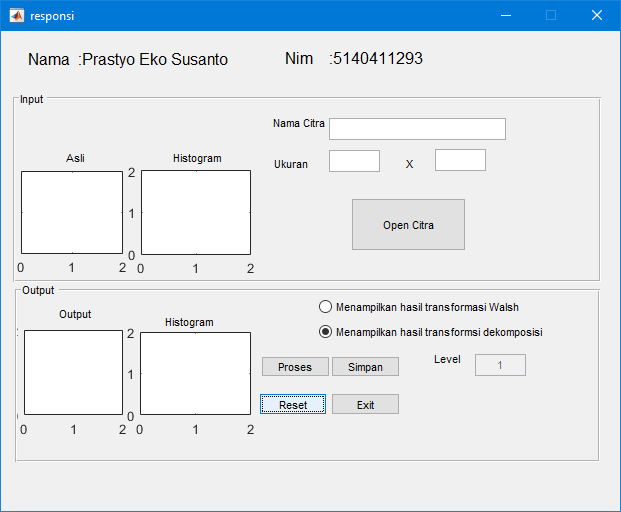 responsi
Nama :Prastyo Eko Susanto
Nim :5140411293
Input
Nama Citra
Asli
Histogram
Ukuran
X
2
1
0
0 1 2
0 1 2
Open Citra
Output
Menampilkan hasil transformasi Walsh
Output
Histogram
Menampilkan hasil transformsi dekomposisi
2
1
0
0 1 2
0 1 2
Level
1
Proses
Simpan
Reset
Exit